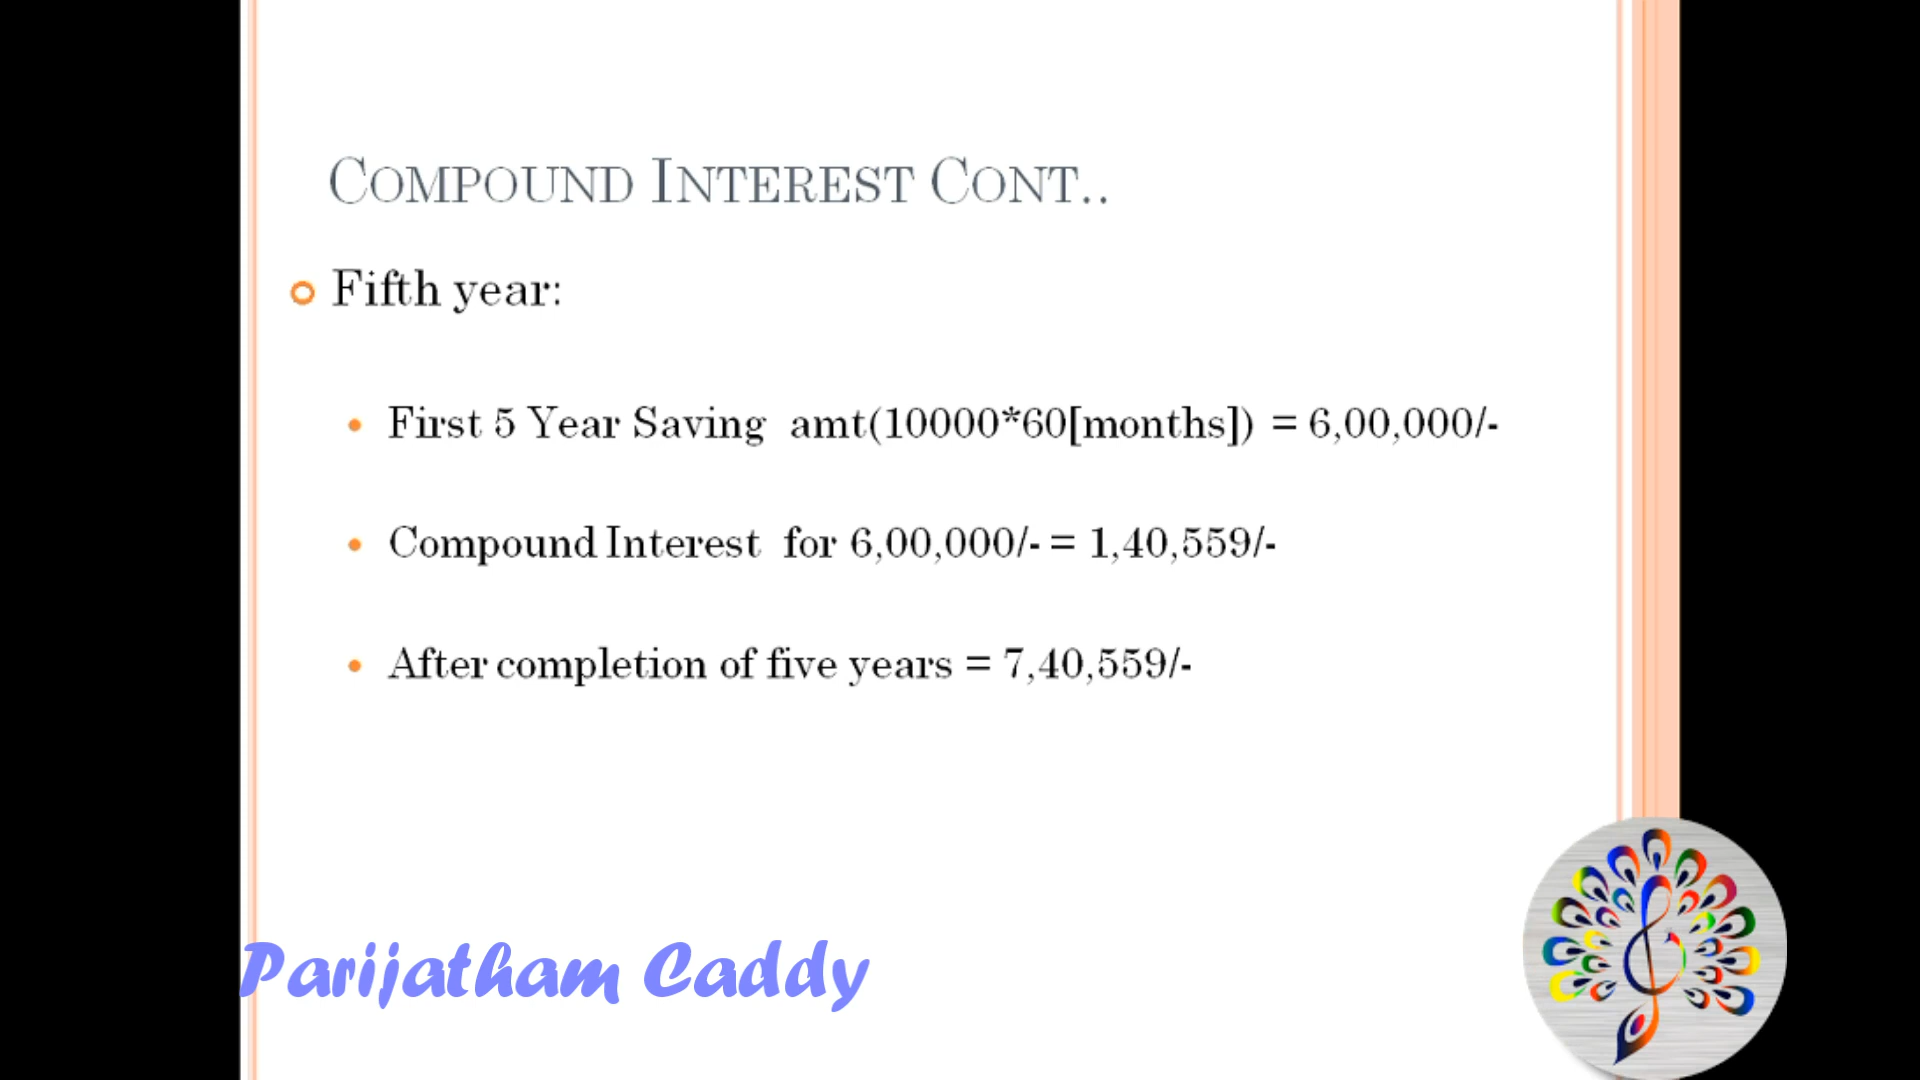 COMPOUND INTEREST CONT..
Fifth year:
First 5 Year Saving amt(10000*60[months]) = 6,00,000/-
Compound Interest for 6,00,000/- = 1,40,559/-
After completion of five years = 7,40,559/-
Parijatham Caddy